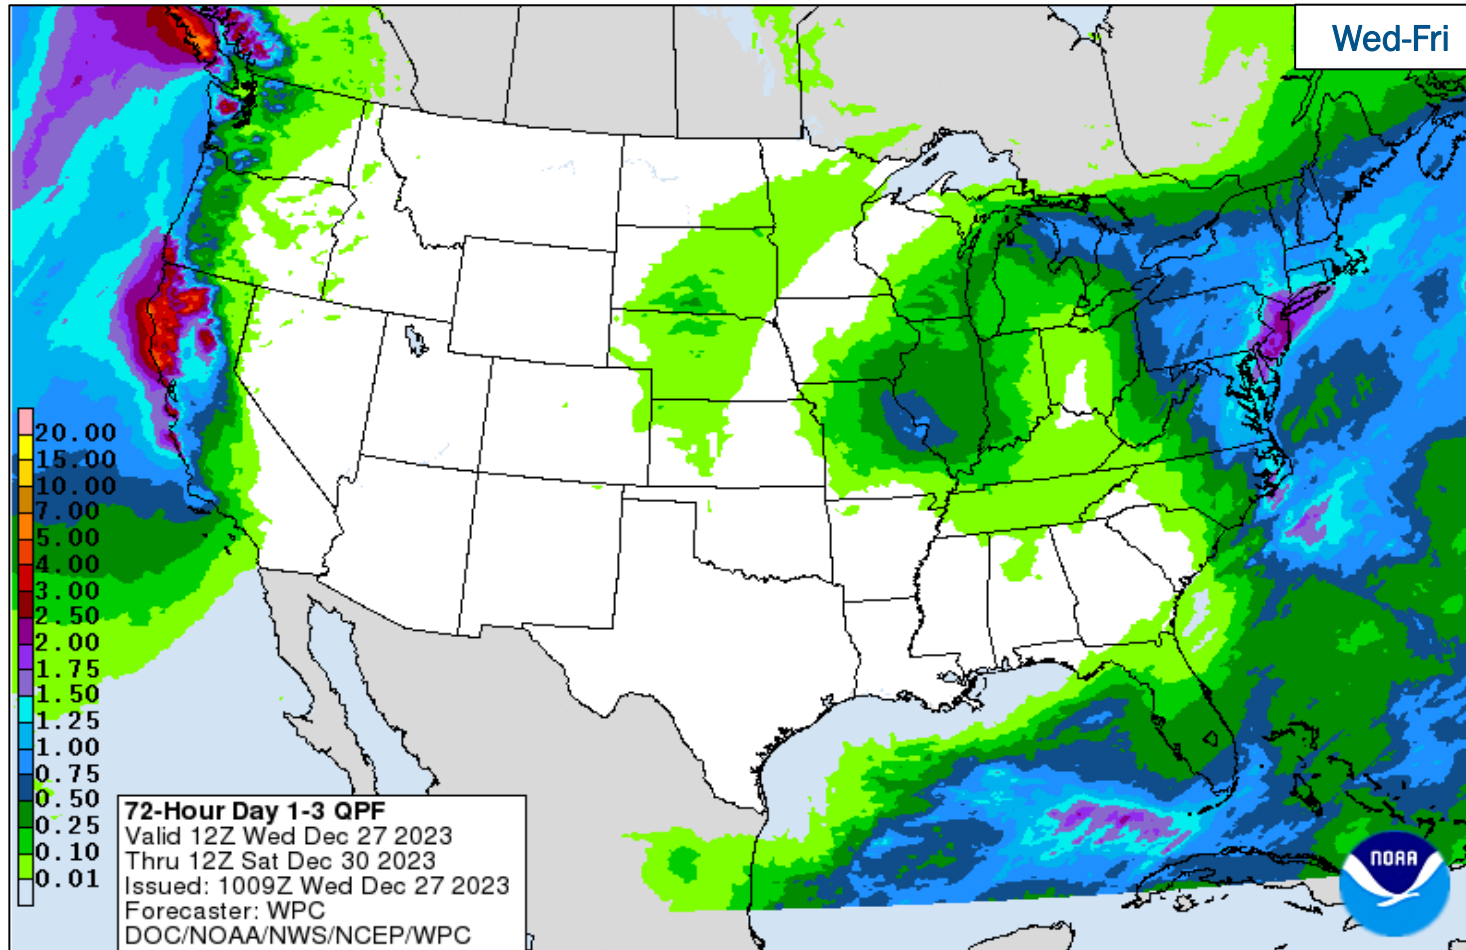 Wed-Fri
20.00
15.00
10.00
7.00
5.00
4.00
3.00
2.50
2.00
1.75
1.50
1.25
1.00
0.75
0.50
0.25
0.10
0.01
72-Hour Day 1-3 QPF
Valid 12Z Wed Dec 27 2023
Thru 12Z Sat Dec 30 2023
Issued: 1009Z Wed Dec 27 2023
Forecaster: WPC
DOC/NOAA/NWS/NCEP/WPC
NOAA